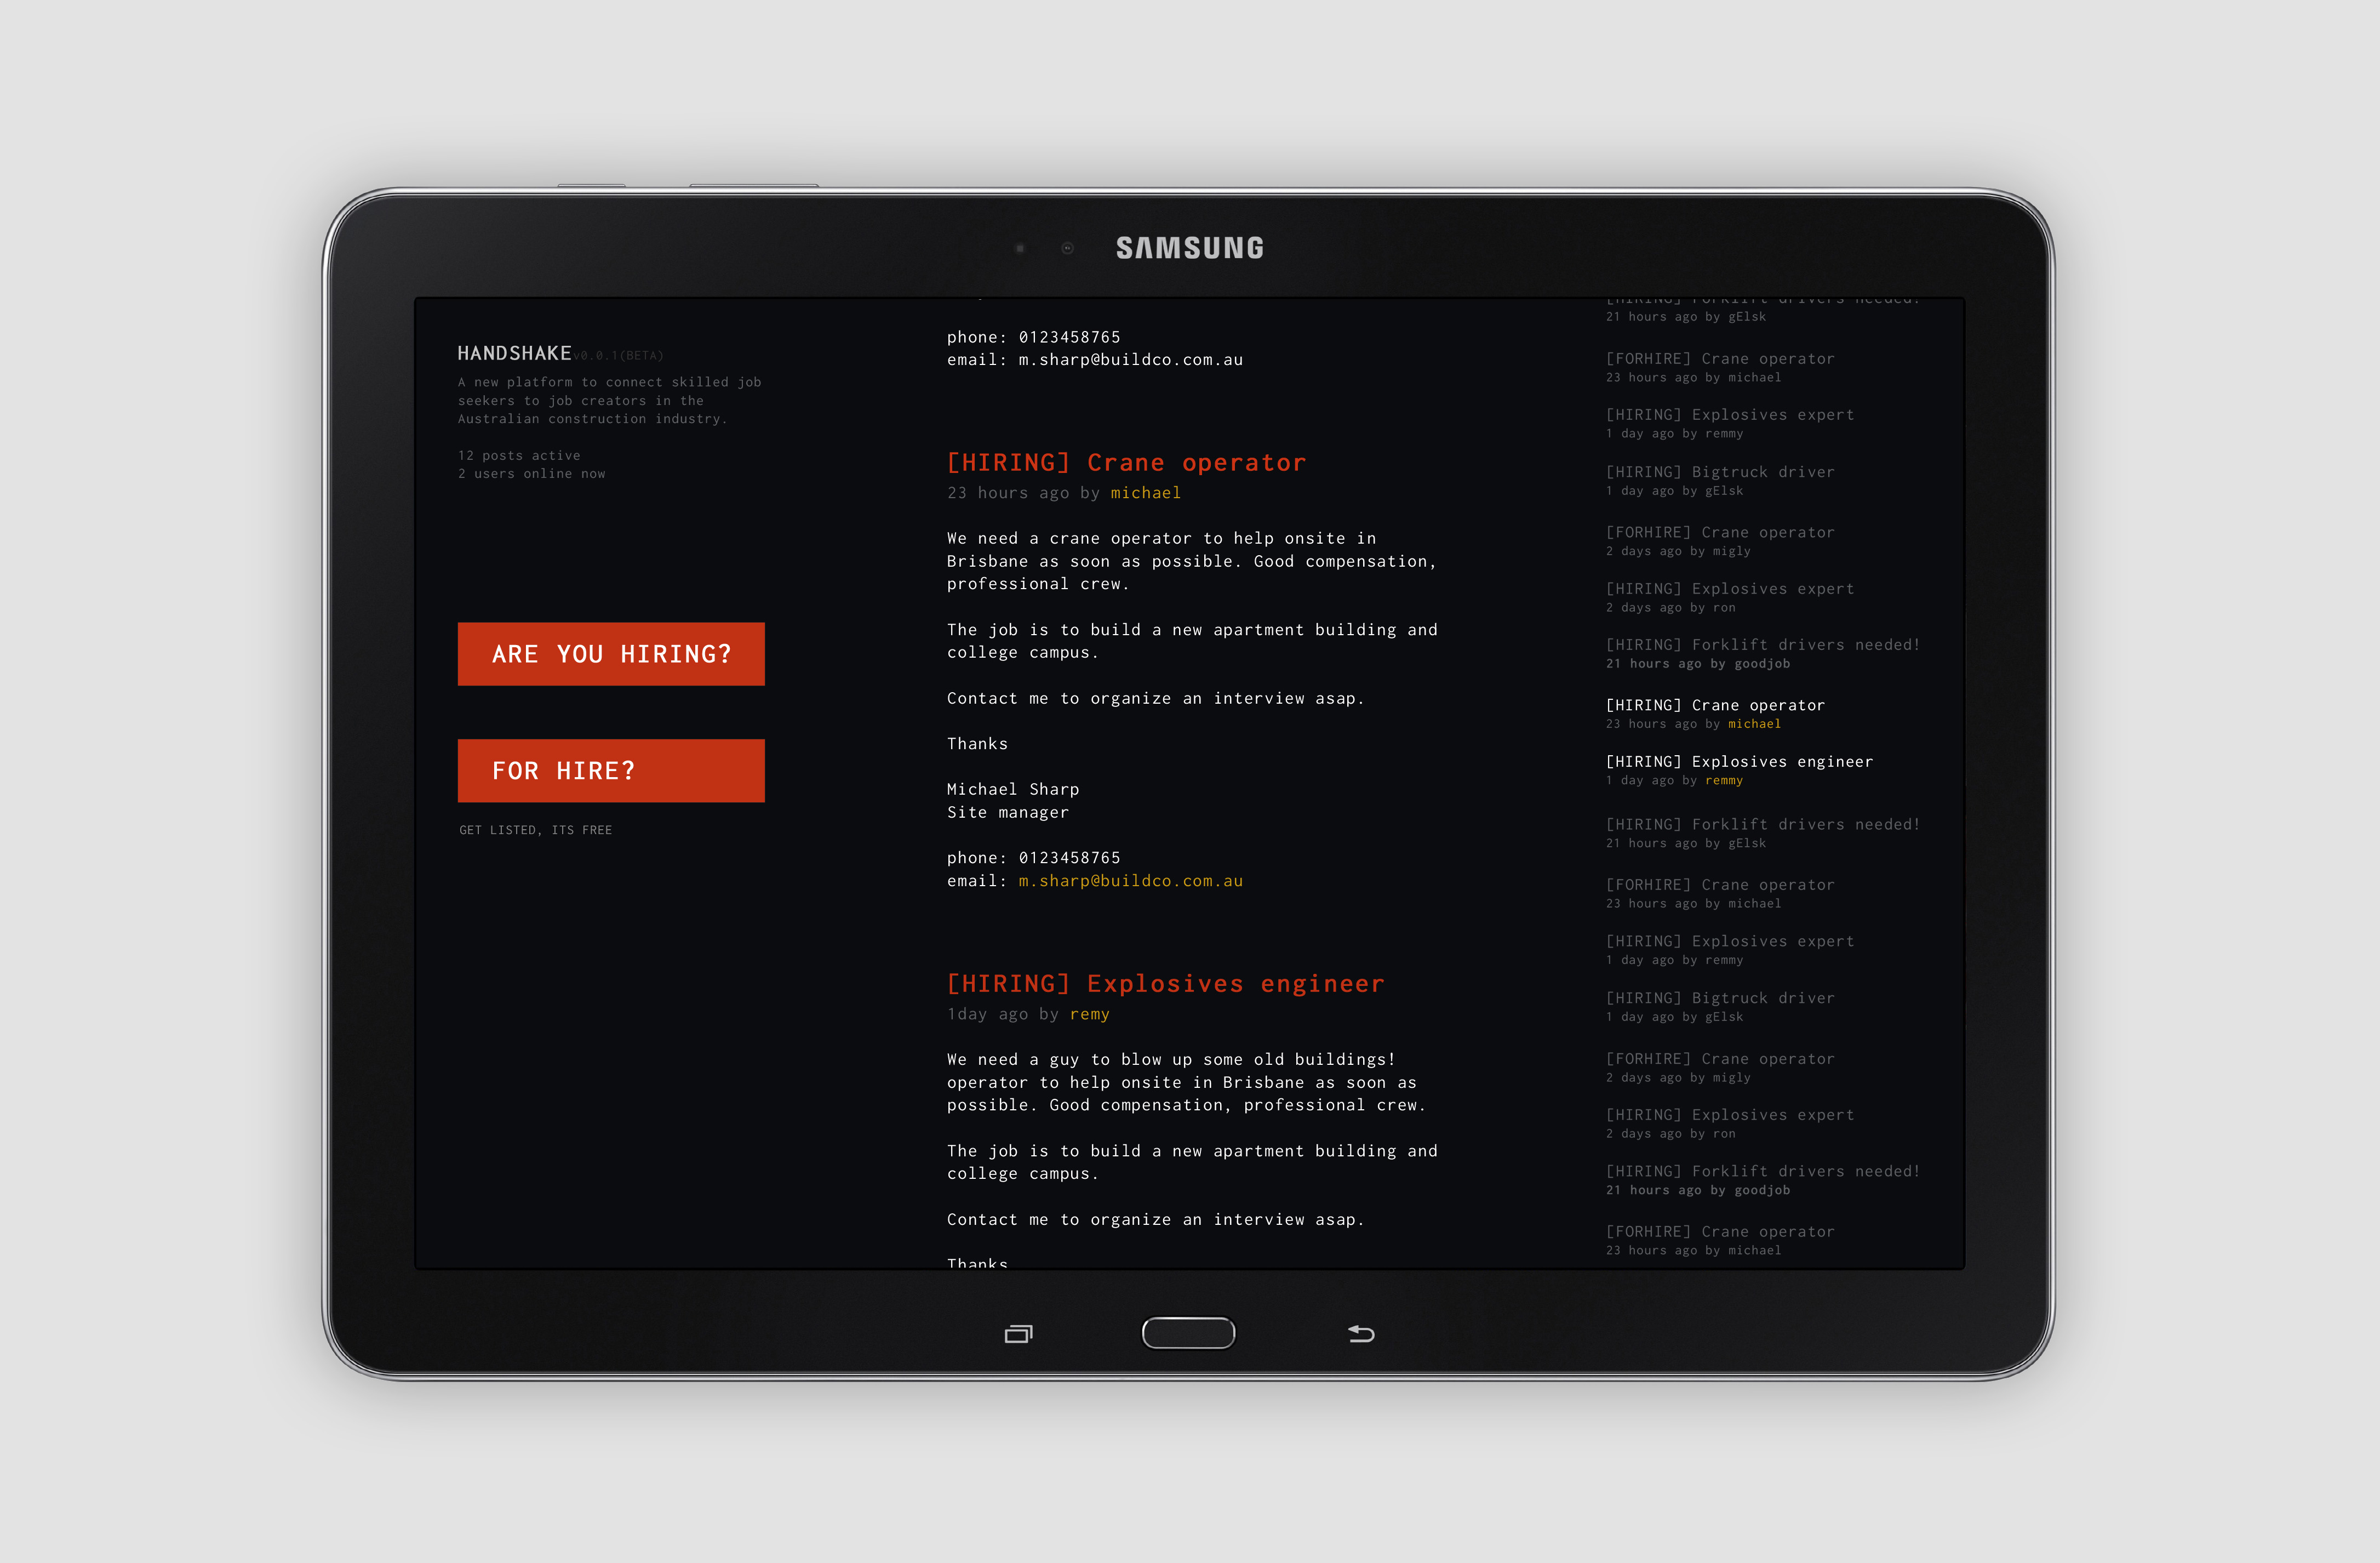 SAMSUNG
HANDSHAKE v0.0.1(BETA)
A new platform to connect skilled job
seekers to job creators in the
Australian construction industry.
12 posts active
2 users online now
ARE YOU HIRING?
FOR HIRE?
GET LISTED, ITS FREE
phone: 0123458765
email: m.sharp@buildco.com.au
[HIRING] Crane operator
23 hours ago by michael
We need a crane operator to help onsite in
Brisbane as soon as possible. Good compensation,
professional crew.
The job is to build a new apartment building and
college campus.
Contact me to organize an interview asap.
Thanks
Michael Sharp
Site manager
phone: 0123458765
email: m.sharp@buildco.com.au
[HIRING] Explosives engineer
1day ago by remy
We need a guy to blow up some old buildings!
operator to help onsite in Brisbane as soon as
possible. Good compensation, professional crew.
The job is to build a new apartment building and
college campus.
Contact me to organize an interview asap.
Thanks
[HIRING] Forklift drivers needed!
21 hours ago by gElsk
[FORHIRE] Crane operator
23 hours ago by michael
[HIRING] Explosives expert
1 day ago by remmy
[HIRING] Bigtruck driver
1 day ago by gElsk
[FORHIRE] Crane operator
2 days ago by migly
[HIRING] Explosives expert
2 days ago by ron
[HIRING] Forklift drivers needed!
21 hours ago by goodjob
[HIRING] Crane operator
23 hours ago by michael
[HIRING] Explosives engineer
1 day ago by remmy
[HIRING] Forklift drivers needed!
21 hours ago by gElsk
[FORHIRE] Crane operator
23 hours ago by michael
[HIRING] Explosives expert
1 day ago by remmy
[HIRING] Bigtruck driver
1 day ago by gElsk
[FORHIRE] Crane operator
2 days ago by migly
[HIRING] Explosives expert
2 days ago by ron
[HIRING] Forklift drivers needed!
21 hours ago by goodjob
[FORHIRE] Crane operator
23 hours ago by michael